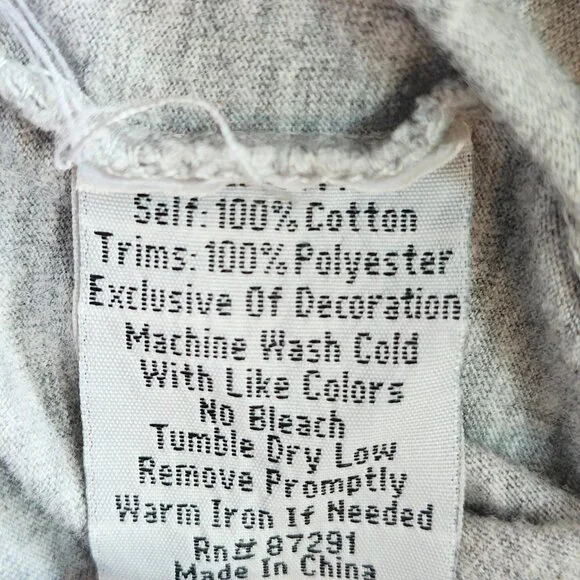 Self: 100% Cotton
Trims: 100% Polyester
Exclusive Of Decoration
Machine Wash Cold
With Like Colors
No Bleach
Tumble Dry Low
Remove Promptly
Warm Iron If Needed
Rn# 87291
Made In China